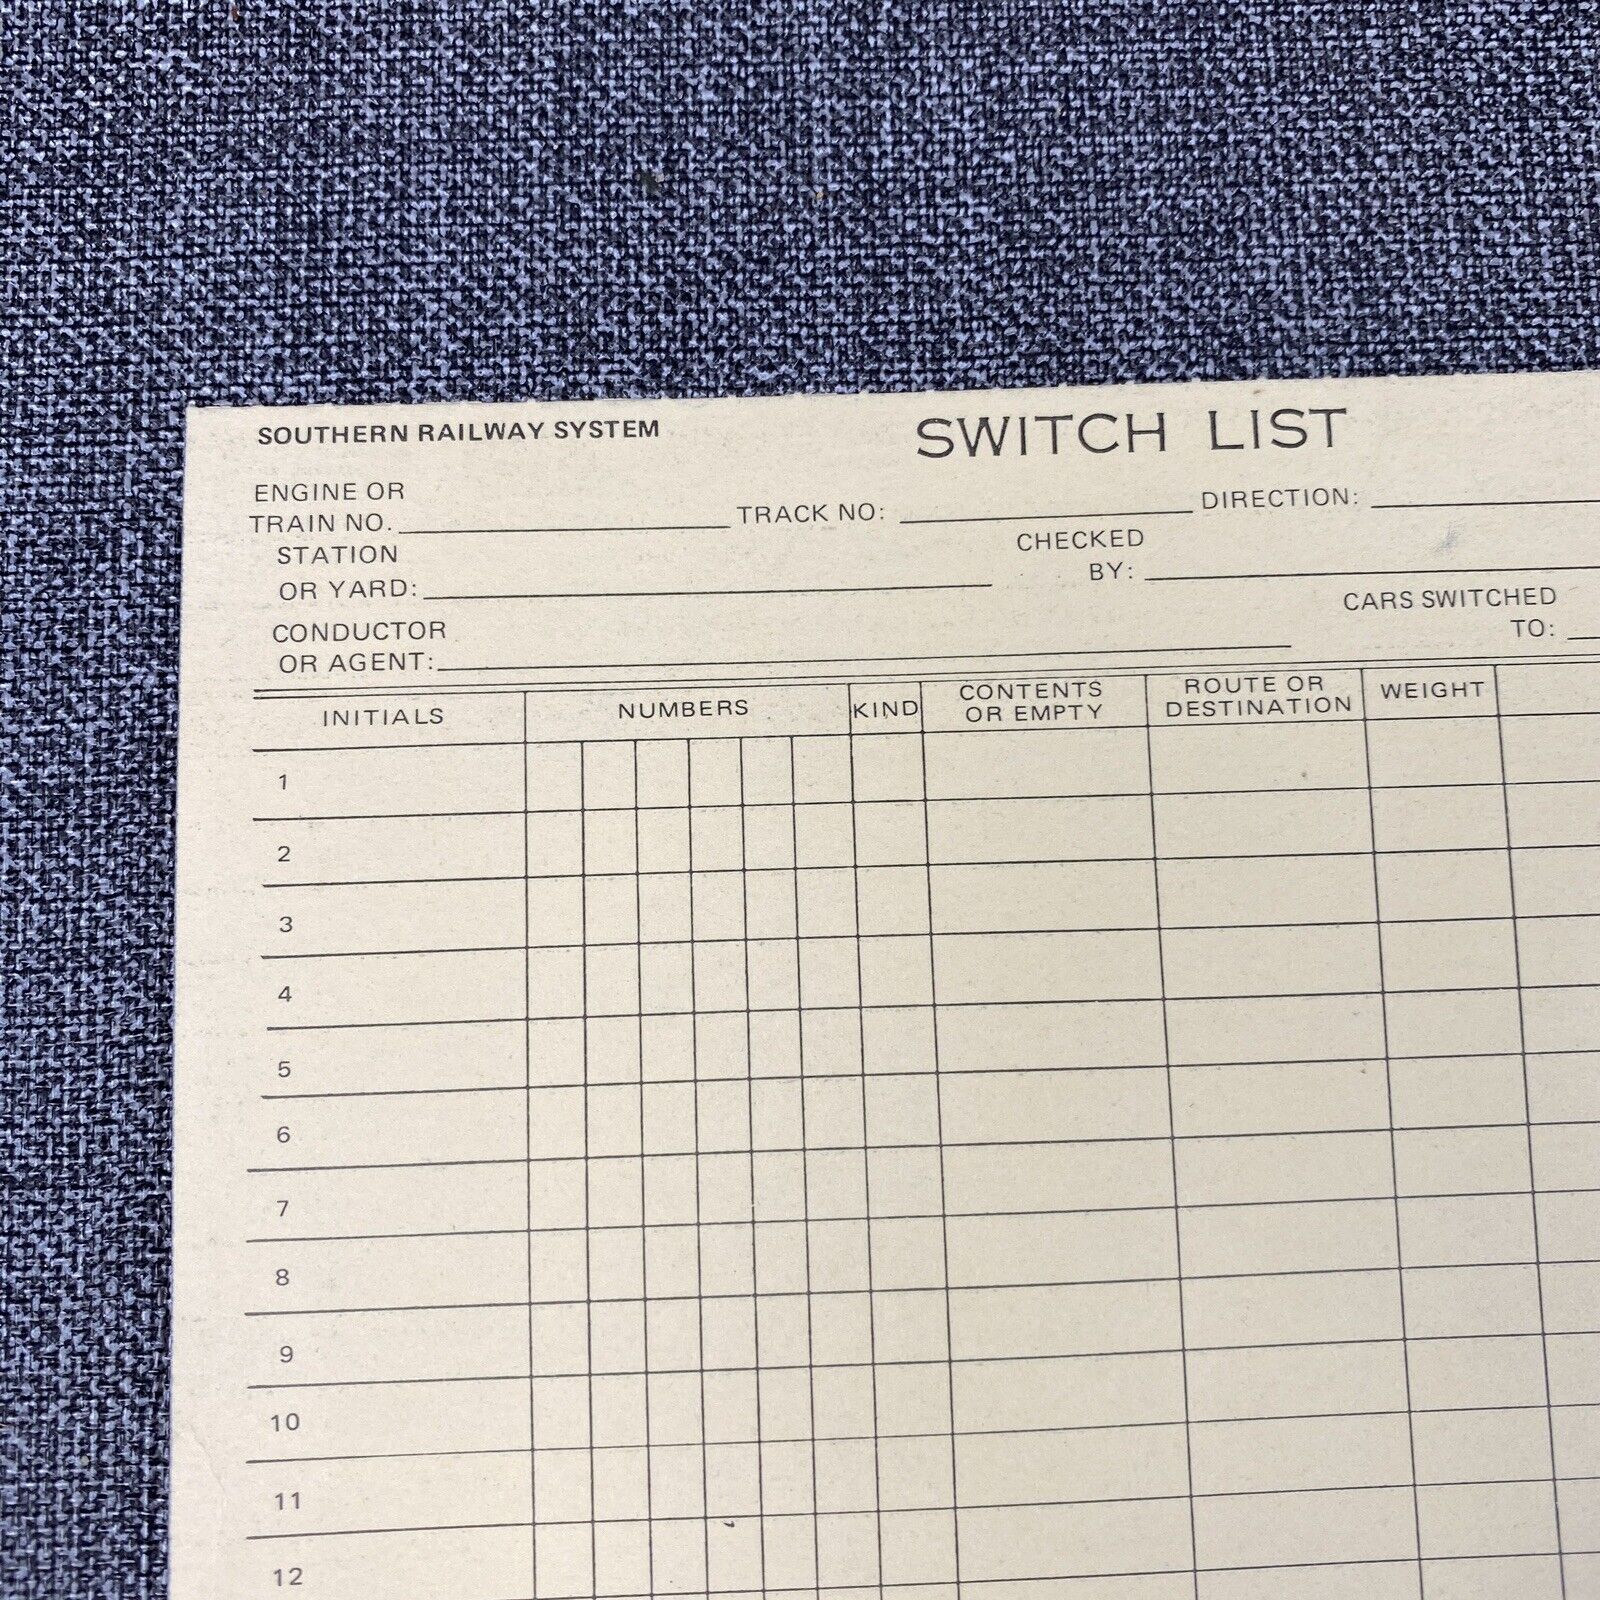 SOUTHERN RAILWAY SYSTEM SWITCH LIST
ENGINE OR
TRAIN NO. TRACK NO: DIRECTION:
STATION
OR YARD:
CHECKED
BY:
CONDUCTOR
OR AGENT:
CARS SWITCHED
TO:
INITIALS NUMBERS KIND CONTENTS OR EMPTY ROUTE OR DESTINATION WEIGHT
1
2
3
4
5
6
7
8
9
10
11
12